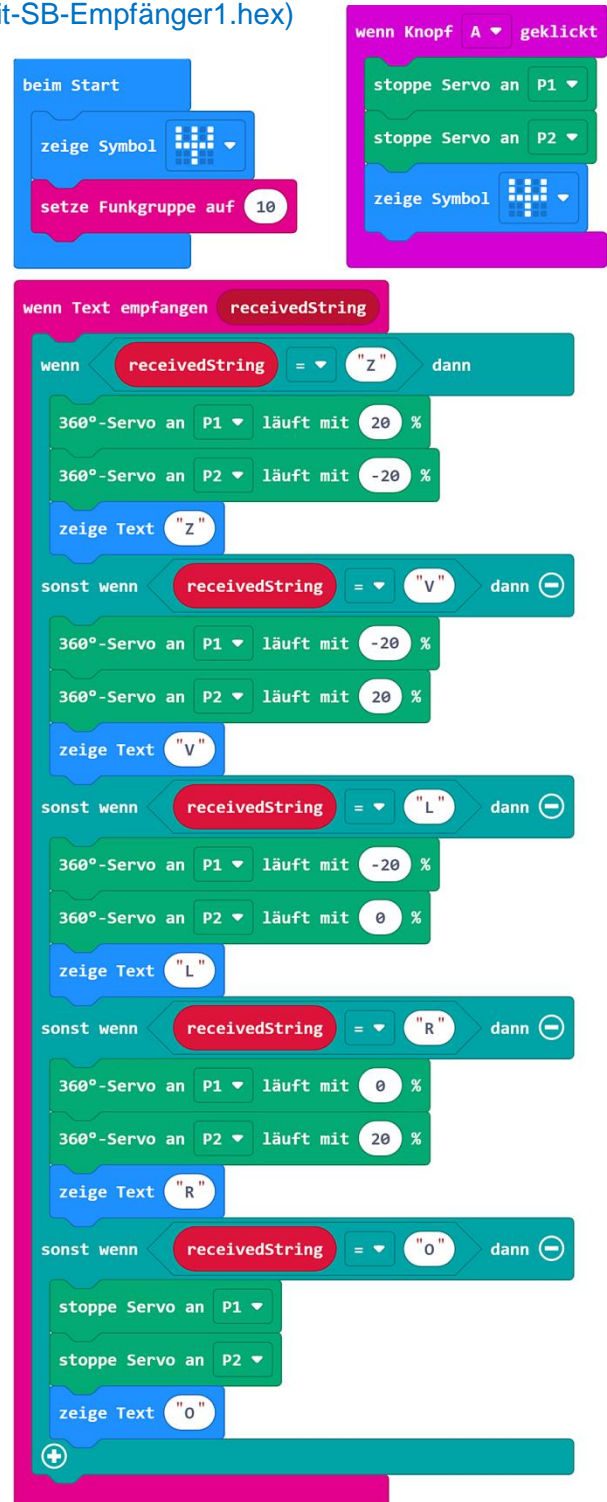 it-SB-Empfänger1.hex)
beim Start
zeige Symbol
setze Funkgruppe auf 10
wenn Knopf A geklickt
stoppe Servo an P1
stoppe Servo an P2
zeige Symbol
wenn Text empfangen receivedString
wenn receivedString = "Z" dann
360°-Servo an P1 läuft mit 20 %
360°-Servo an P2 läuft mit -20 %
zeige Text "Z"
sonst wenn receivedString = "V" dann
360°-Servo an P1 läuft mit -20 %
360°-Servo an P2 läuft mit 20 %
zeige Text "V"
sonst wenn receivedString = "L" dann
360°-Servo an P1 läuft mit -20 %
360°-Servo an P2 läuft mit 0 %
zeige Text "L"
sonst wenn receivedString = "R" dann
360°-Servo an P1 läuft mit 0 %
360°-Servo an P2 läuft mit 20 %
zeige Text "R"
sonst wenn receivedString = "O" dann
stoppe Servo an P1
stoppe Servo an P2
zeige Text "O"